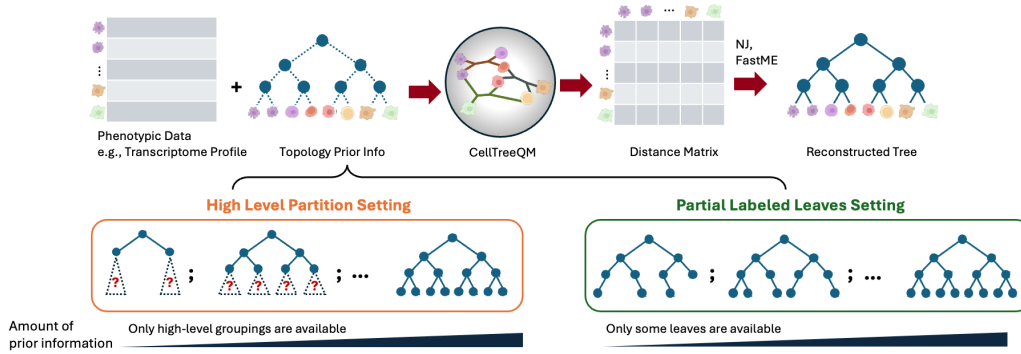 ...
NJ,
FastME
+
Phenotypic Data
e.g., Transcriptome Profile
Topology Prior Info
CellTreeQM
Distance Matrix
Reconstructed Tree
High Level Partition Setting
Partial Labeled Leaves Setting
? ? ; ? ? ? ? ; ...
; ; ...
Amount of
prior information
Only high-level groupings are available
Only some leaves are available